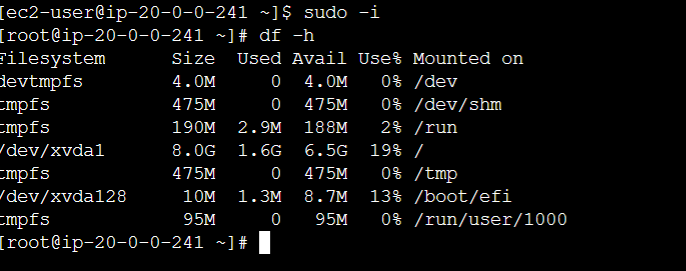 [ec2-user@ip-20-0-0-241 ~]$ sudo -i
[root@ip-20-0-0-241 ~]# df -h
Filesystem      Size  Used Avail Use% Mounted on
devtmpfs        4.0M     0  4.0M   0% /dev
tmpfs           475M     0  475M   0% /dev/shm
tmpfs           190M  2.9M  188M   2% /run
/dev/xvda1      8.0G  1.6G  6.5G  19% /
tmpfs           475M     0  475M   0% /tmp
/dev/xvda128     10M  1.3M  8.7M  13% /boot/efi
tmpfs            95M     0   95M   0% /run/user/1000
[root@ip-20-0-0-241 ~]#